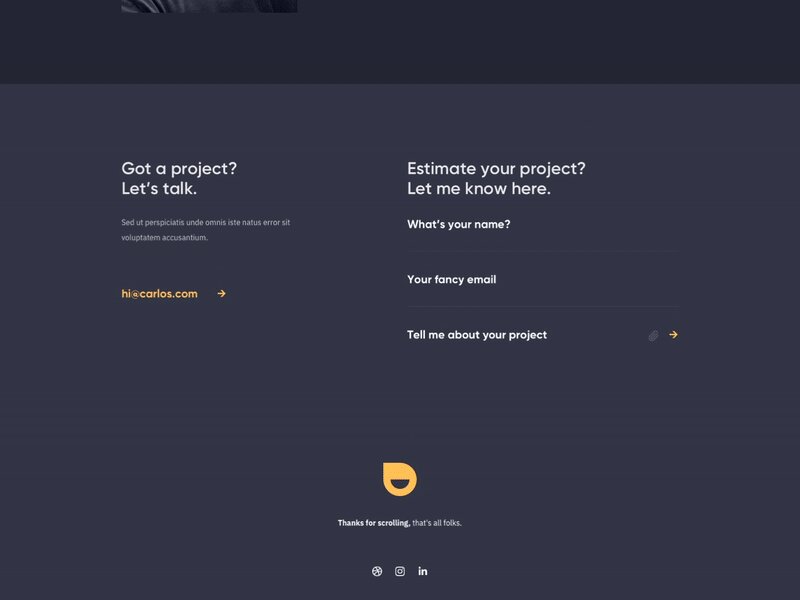 Got a project?
Let's talk.
Sed ut perspiciatis unde omnis iste natus error sit
voluptatem accusantium.
hi@carlos.com
Estimate your project?
Let me know here.
What's your name?
Your fancy email
Tell me about your project
Thanks for scrolling, that's all folks.
in